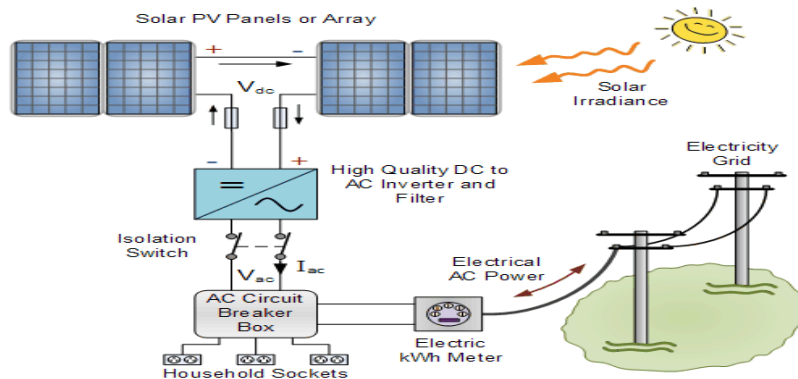 Solar PV Panels or Array
+
-
Vdc
Solar
Irradiance
-
+
High Quality DC to
AC Inverter and
Filter
Electricity
Grid
Isolation
Switch
Vac
Iac
Electrical
AC Power
AC Circuit
Breaker
Box
Electric
kWh Meter
Household Sockets